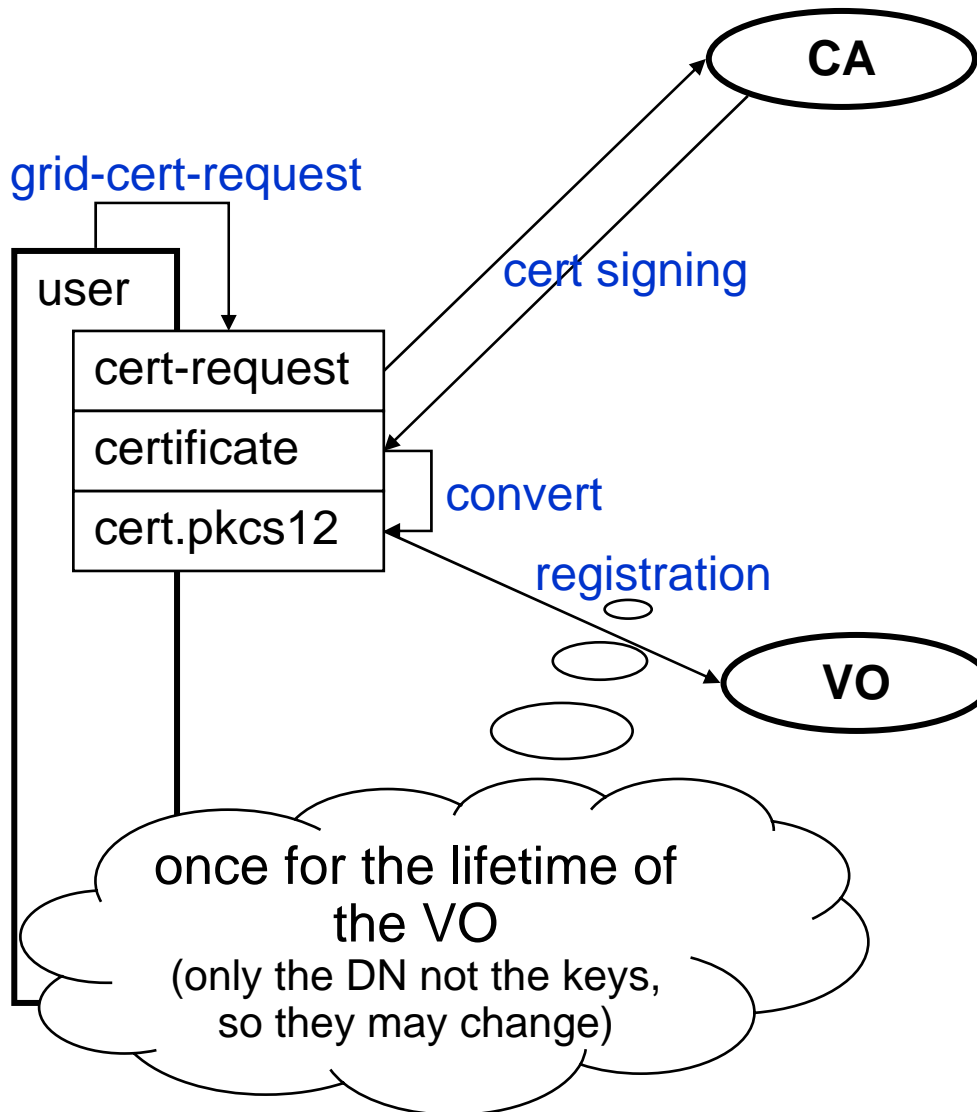 CA
grid-cert-request
user
cert signing
cert-request
certificate
convert
cert.pkcs12
registration
VO
once for the lifetime of
the VO
(only the DN not the keys,
so they may change)